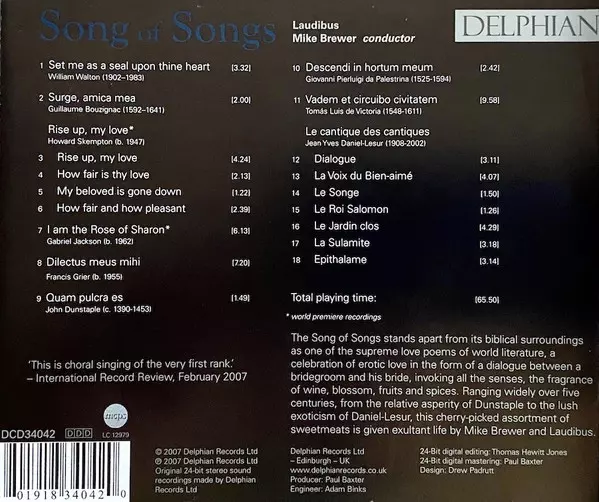 Song of Songs
Laudibus
Mike Brewer conductor
DELPHIAN
1 Set me as a seal upon thine heart [3.32]
William Walton (1902–1983)
2 Surge, amica mea [2.00]
Guillaume Bouzignac (1592–1641)
Rise up, my love*
Howard Skempton (b. 1947)
3 Rise up, my love [4.24]
4 How fair is thy love [2.13]
5 My beloved is gone down [1.22]
6 How fair and how pleasant [2.39]
7 I am the Rose of Sharon* [6.13]
Gabriel Jackson (b. 1962)
8 Dilectus meus mihi [7.20]
Francis Grier (b. 1955)
9 Quam pulcra es [1.49]
John Dunstaple (c. 1390-1453)
10 Descendi in hortum meum [2.42]
Giovanni Pierluigi da Palestrina (1525-1594)
11 Vadem et circuibo civitatem [9.58]
Tomás Luis de Victoria (1548-1611)
Le cantique des cantiques
Jean Yves Daniel-Lesur (1908-2002)
12 Dialogue [3.11]
13 La Voix du Bien-aimé [4.07]
14 Le Songe [1.50]
15 Le Roi Salomon [1.26]
16 Le Jardin clos [4.29]
17 La Sulamite [3.18]
18 Epithalame [3.14]
Total playing time: [65.50]
* world premiere recordings
'This is choral singing of the very first rank.'
– International Record Review, February 2007
The Song of Songs stands apart from its biblical surroundings
as one of the supreme love poems of world literature, a
celebration of erotic love in the form of a dialogue between a
bridegroom and his bride, invoking all the senses, the fragrance
of wine, blossom, fruits and spices. Ranging widely over five
centuries, from the relative asperity of Dunstaple to the lush
exoticism of Daniel-Lesur, this cherry-picked assortment of
sweetmeats is given exultant life by Mike Brewer and Laudibus.
mcps
DCD34042 DDD LC 12979
0 1918 34042 0
℗ 2007 Delphian Records Ltd
© 2007 Delphian Records Ltd
Original 24-bit stereo sound
recordings made by Delphian
Delphian Records Ltd
– Edinburgh – UK
www.delphianrecords.co.uk
Producer: Paul Baxter
Engineer: Adam Binks
24-Bit digital editing: Thomas Hewitt Jones
24-Bit digital mastering: Paul Baxter
Design: Drew Padrutt